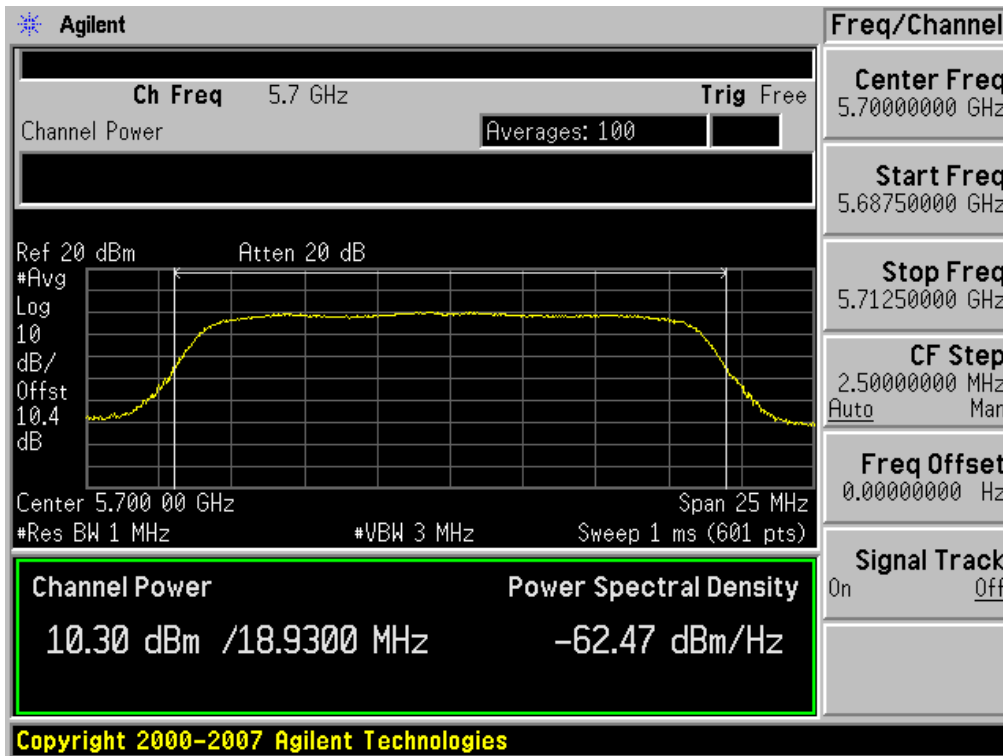 Agilent
Freq/Channel
Ch Freq 5.7 GHz Trig Free
Channel Power Averages: 100
Center Freq
5.70000000 GHz
Start Freq
5.68750000 GHz
Stop Freq
5.71250000 GHz
CF Step
2.50000000 MHz
Auto Man
Freq Offset
0.00000000 Hz
Signal Track
On Off
Ref 20 dBm Atten 20 dB
#Avg
Log
10
dB/
Offst
10.4
dB
Center 5.700 00 GHz Span 25 MHz
#Res BW 1 MHz #VBW 3 MHz Sweep 1 ms (601 pts)
Channel Power Power Spectral Density
10.30 dBm /18.9300 MHz -62.47 dBm/Hz
Copyright 2000-2007 Agilent Technologies